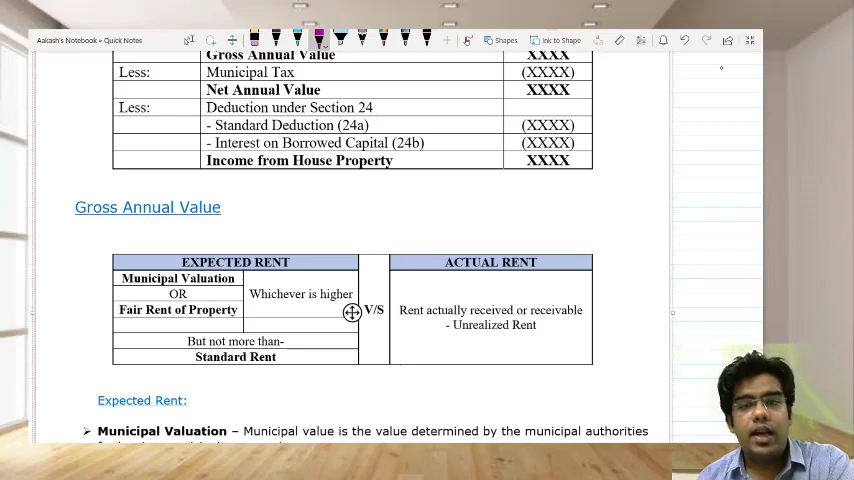 Aakash's Notebook » Quick Notes
Shapes
Ink to Shape
Gross Annual Value XXXX
Less: Municipal Tax (XXXX)
Net Annual Value XXXX
Less: Deduction under Section 24
- Standard Deduction (24a) (XXXX)
- Interest on Borrowed Capital (24b) (XXXX)
Income from House Property XXXX
Gross Annual Value
EXPECTED RENT ACTUAL RENT
Municipal Valuation
OR Whichever is higher
Fair Rent of Property V/S Rent actually received or receivable
- Unrealized Rent
But not more than-
Standard Rent
Expected Rent:
➢ Municipal Valuation – Municipal value is the value determined by the municipal authorities